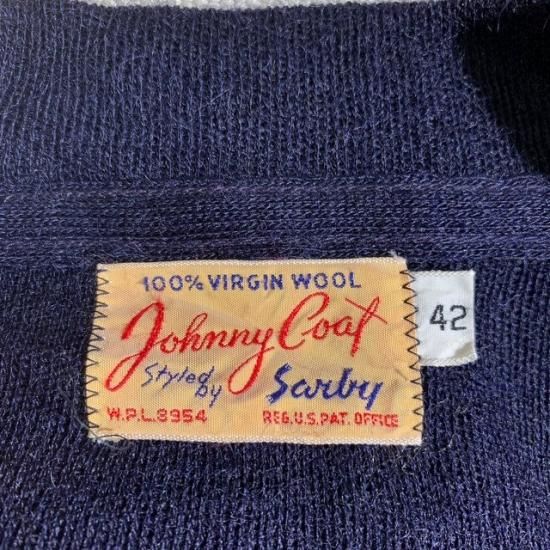 100% VIRGIN WOOL
Johnny Coat
Styled by Sarby
W.P.L.8954 REG.U.S.PAT. OFFICE
42